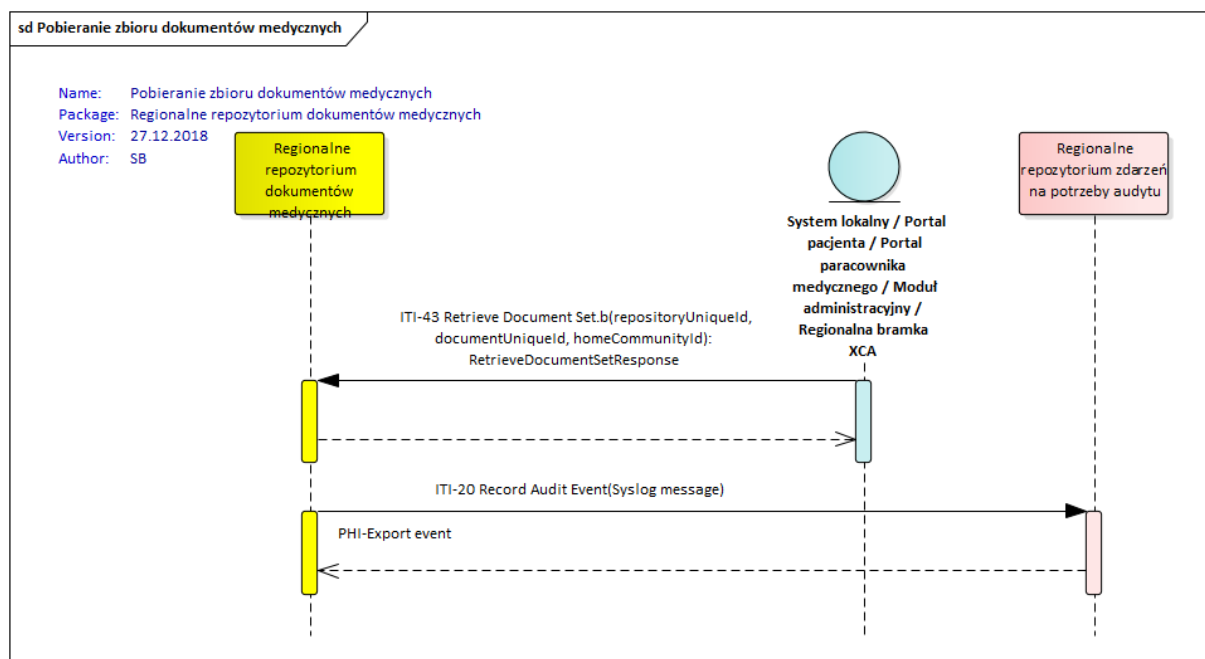 sd Pobieranie zbioru dokumentów medycznych
Name: Pobieranie zbioru dokumentów medycznych
Package: Regionalne repozytorium dokumentów medycznych
Version: 27.12.2018
Author: SB
Regionalne
repozytorium
dokumentów
medycznych
System lokalny / Portal
pacjenta / Portal
paracownika
medycznego / Moduł
administracyjny /
Regionalna bramka
XCA
Regionalne
repozytorium zdarzeń
na potrzeby audytu
ITI-43 Retrieve Document Set.b(repositoryUniqueId,
documentUniqueId, homeCommunityId):
RetrieveDocumentSetResponse
ITI-20 Record Audit Event(Syslog message)
PHI-Export event